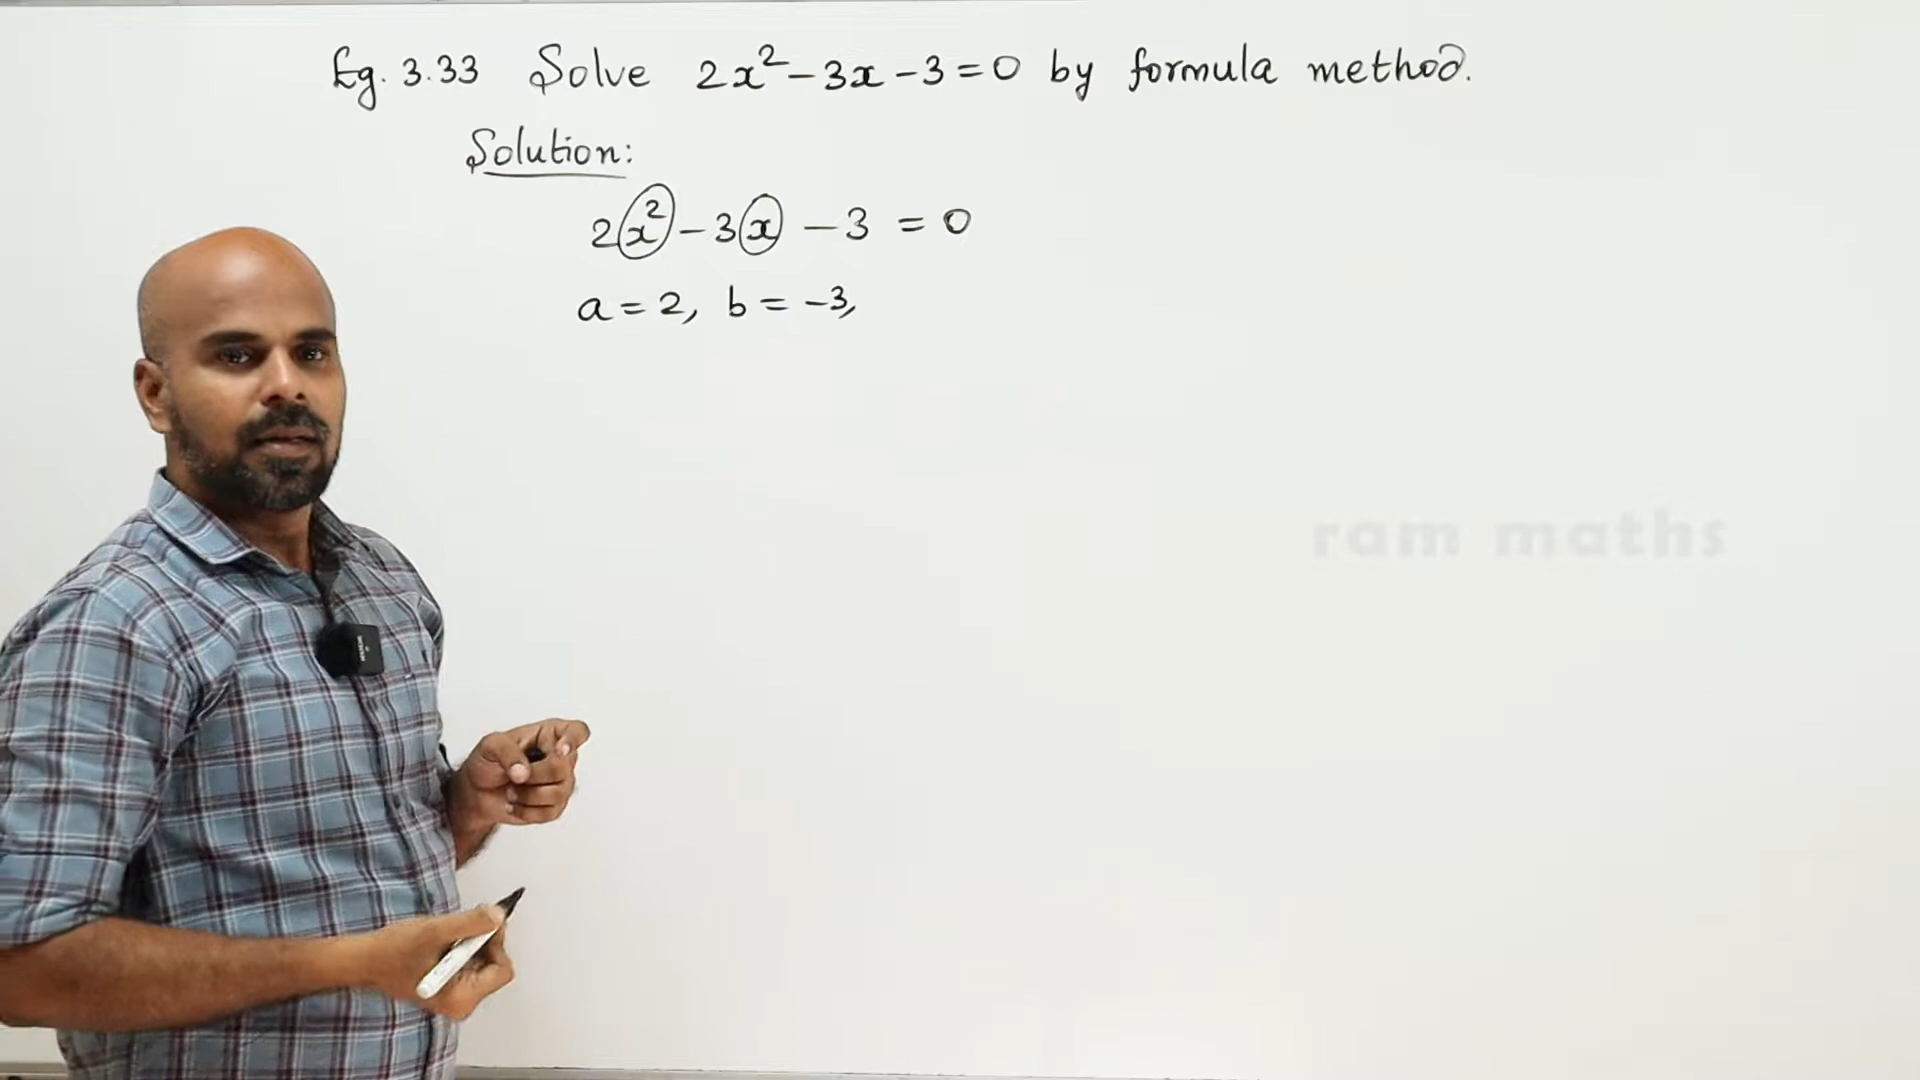 Eg. 3.33 Solve 2x²-3x-3=0 by formula method.
Solution:
2x²-3x-3=0
a=2, b=-3,
ram maths